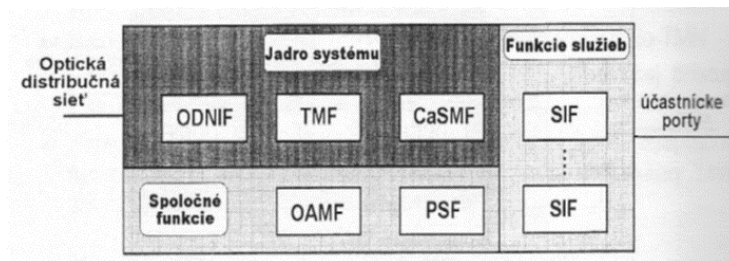 Optická
distribučná
sieť
Jadro systému
ODNIF
TMF
CaSMF
Spoločné
funkcie
OAMF
PSF
Funkcie služieb
SIF
SIF
účastnícke
porty